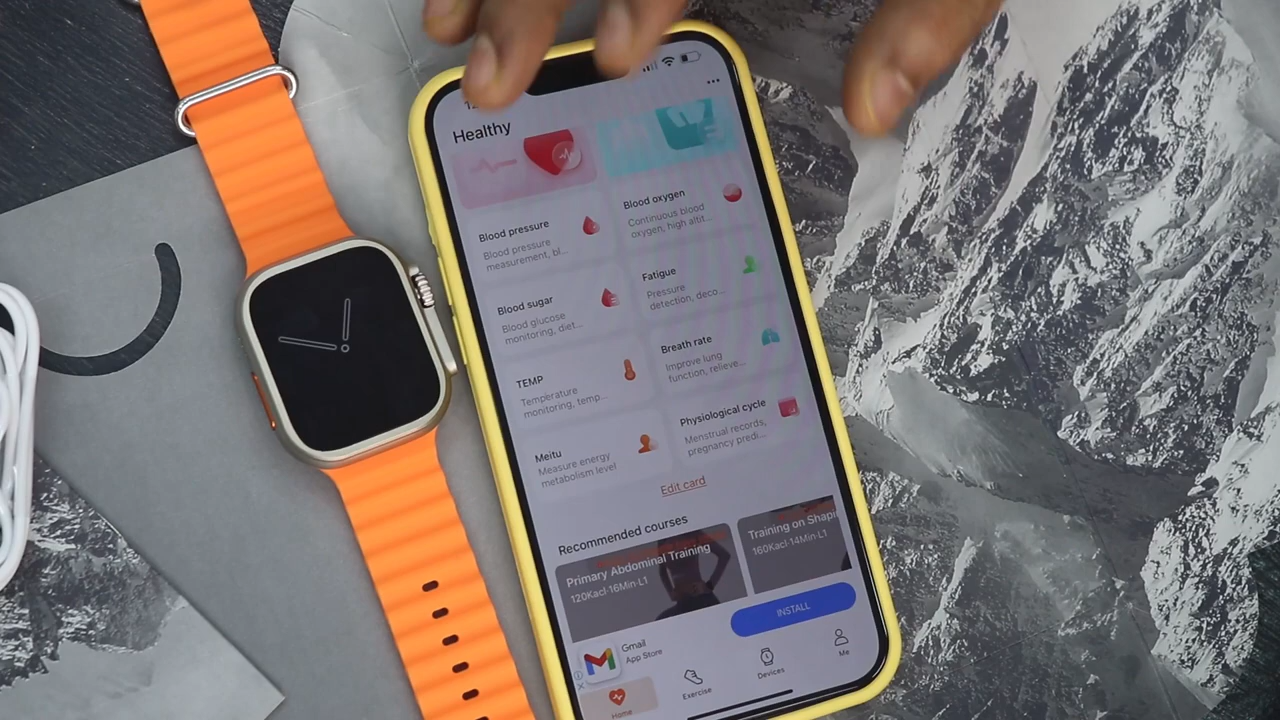 Healthy
Blood pressure
Blood pressure
measurement, bl...
Blood oxygen
Continuous blood
oxygen, high altit...
Blood sugar
Blood glucose
monitoring, diet...
Fatigue
Pressure
detection, deco...
TEMP
Temperature
monitoring, temp...
Breath rate
Improve lung
function, relieve...
Meitu
Measure energy
metabolism level
Physiological cycle
Menstrual records,
pregnancy predi...
Edit card
Recommended courses
Primary Abdominal Training
120Kacl·16Min·L1
Training on Shapi
160Kacl·14Min·L1
Gmail
App Store
INSTALL
Home
Exercise
Devices
Me